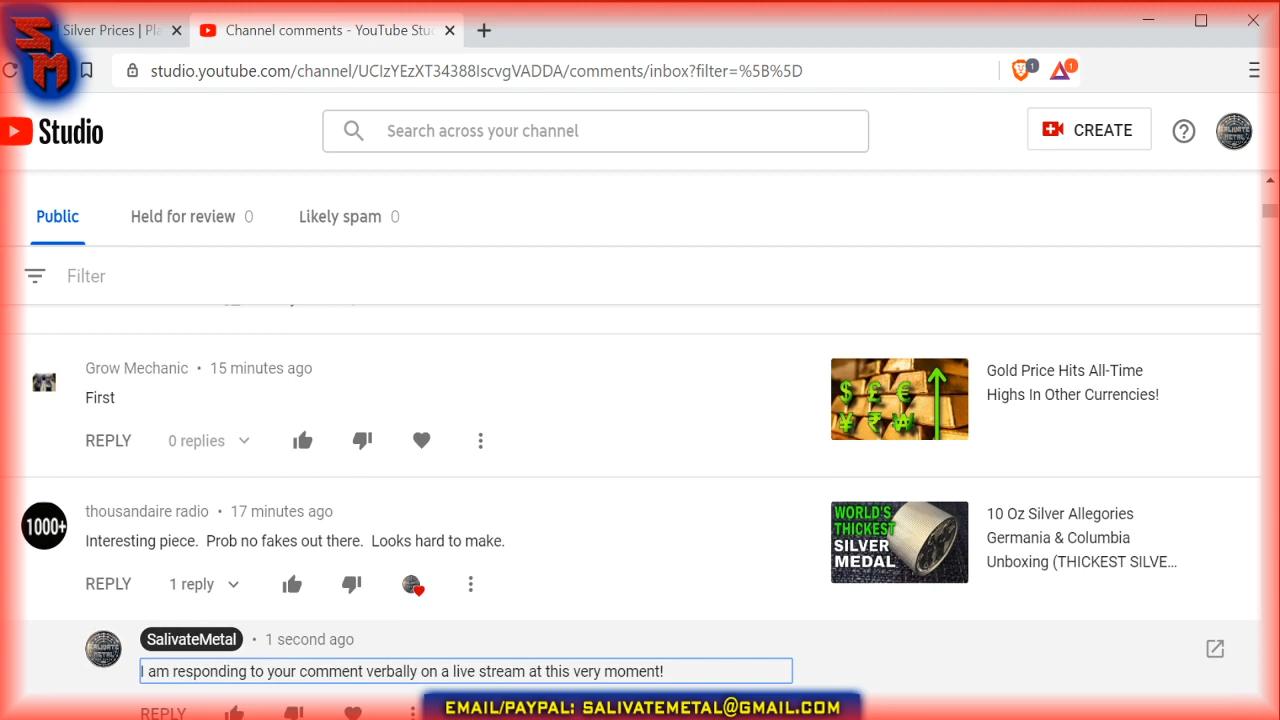 SM
Silver Prices | Pla
Channel comments - YouTube Stu
studio.youtube.com/channel/UCIzYEzXT34388IscvgVADDA/comments/inbox?filter=%5B%5D
1
1
Studio
Search across your channel
CREATE
Public
Held for review 0
Likely spam 0
Filter
Grow Mechanic • 15 minutes ago
First
REPLY
0 replies
$ £ €
¥ ₹ ₩
Gold Price Hits All-Time
Highs In Other Currencies!
1000+
thousandaire radio • 17 minutes ago
Interesting piece. Prob no fakes out there. Looks hard to make.
REPLY
1 reply
WORLD'S
THICKEST
SILVER
MEDAL
10 Oz Silver Allegories
Germania & Columbia
Unboxing (THICKEST SILVE...
SalivateMetal • 1 second ago
I am responding to your comment verbally on a live stream at this very moment!
REPLY
EMAIL/PAYPAL: SALIVATEMETAL@GMAIL.COM